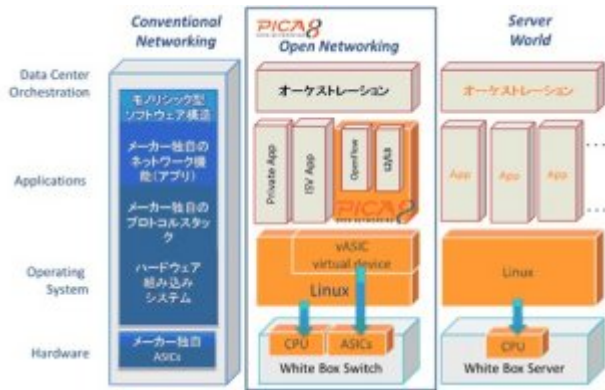 Conventional
Networking
PICA8
Open Networking
Server
World
Data Center
Orchestration
モノリシック型
ソフトウェア構造
オーケストレーション
オーケストレーション
Applications
メーカー独自の
ネットワーク機
能(アプリ)
メーカー独自の
プロトコルスタッ
ク
Private App
ISV App
OpenFlow
L2/L3
PICA8
App
App
App
....
Operating
System
ハードウェア
組み込み
システム
vASIC
virtual device
Linux
Linux
Hardware
メーカー独自
ASICs
CPU
ASICs
White Box Switch
CPU
White Box Server